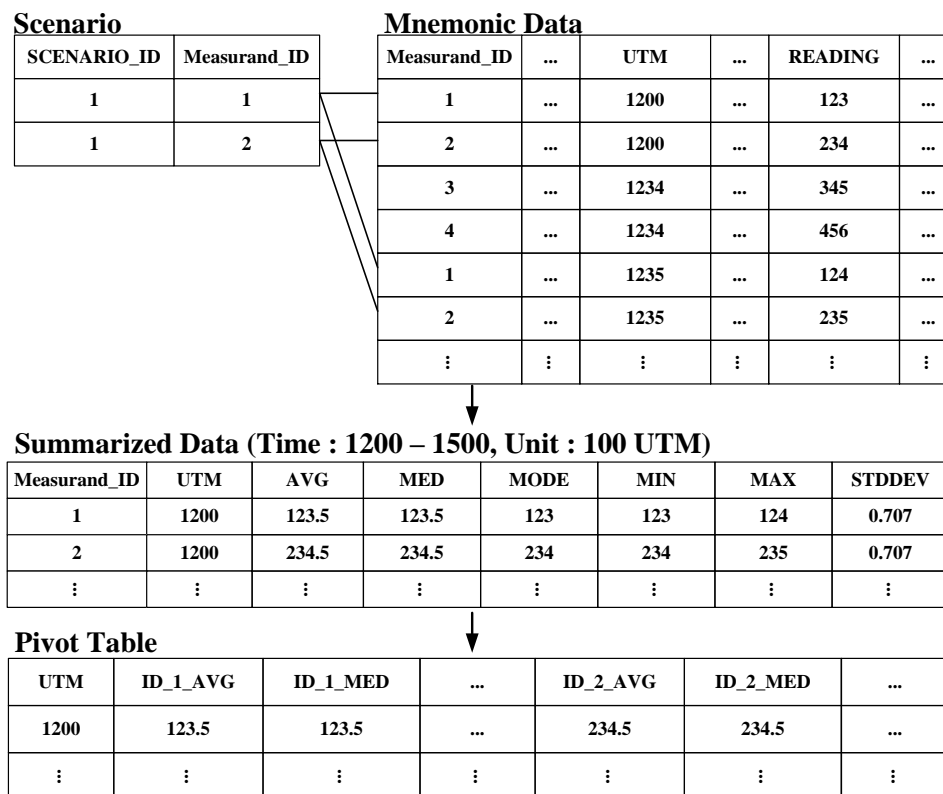 Scenario Mnemonic Data
SCENARIO_ID Measurand_ID Measurand_ID ... UTM ... READING ...
1 1 1 ... 1200 ... 123 ...
1 2 2 ... 1200 ... 234 ...
3 ... 1234 ... 345 ...
4 ... 1234 ... 456 ...
1 ... 1235 ... 124 ...
2 ... 1235 ... 235 ...
⋮ ⋮ ⋮ ⋮ ⋮ ⋮
Summarized Data (Time : 1200 – 1500, Unit : 100 UTM)
Measurand_ID UTM AVG MED MODE MIN MAX STDDEV
1 1200 123.5 123.5 123 123 124 0.707
2 1200 234.5 234.5 234 234 235 0.707
⋮ ⋮ ⋮ ⋮ ⋮ ⋮ ⋮ ⋮
Pivot Table
UTM ID_1_AVG ID_1_MED ... ID_2_AVG ID_2_MED ...
1200 123.5 123.5 ... 234.5 234.5 ...
⋮ ⋮ ⋮ ⋮ ⋮ ⋮ ⋮